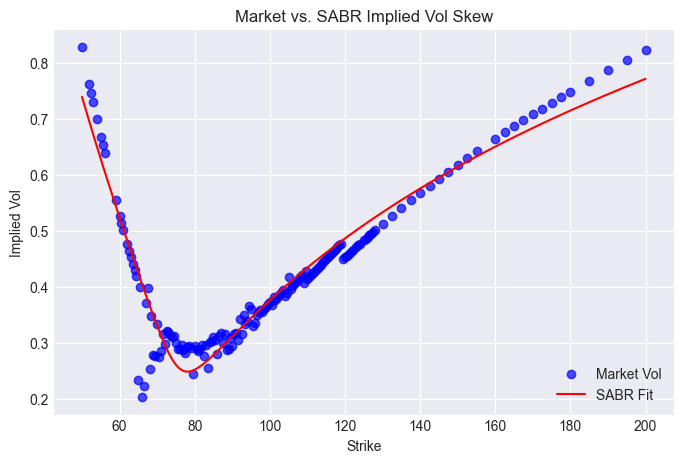 Market vs. SABR Implied Vol Skew
0.8
0.7
0.6
0.5
0.4
0.3
0.2
Implied Vol
Market Vol
SABR Fit
60 80 100 120 140 160 180 200
Strike